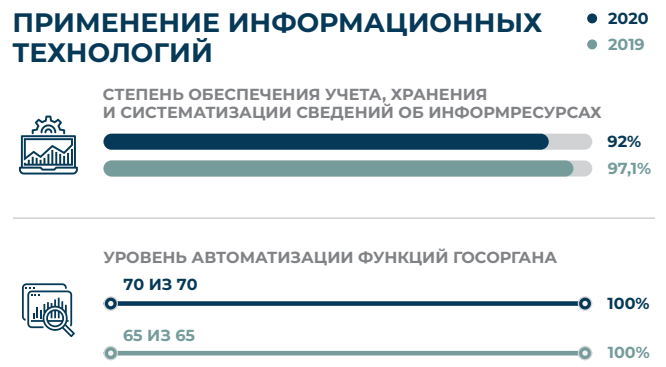 ПРИМЕНЕНИЕ ИНФОРМАЦИОННЫХ
ТЕХНОЛОГИЙ
2020
2019
СТЕПЕНЬ ОБЕСПЕЧЕНИЯ УЧЕТА, ХРАНЕНИЯ
И СИСТЕМАТИЗАЦИИ СВЕДЕНИЙ ОБ ИНФОРМРЕСУРСАХ
92%
97,1%
УРОВЕНЬ АВТОМАТИЗАЦИИ ФУНКЦИЙ ГОСОРГАНА
70 ИЗ 70
100%
65 ИЗ 65
100%